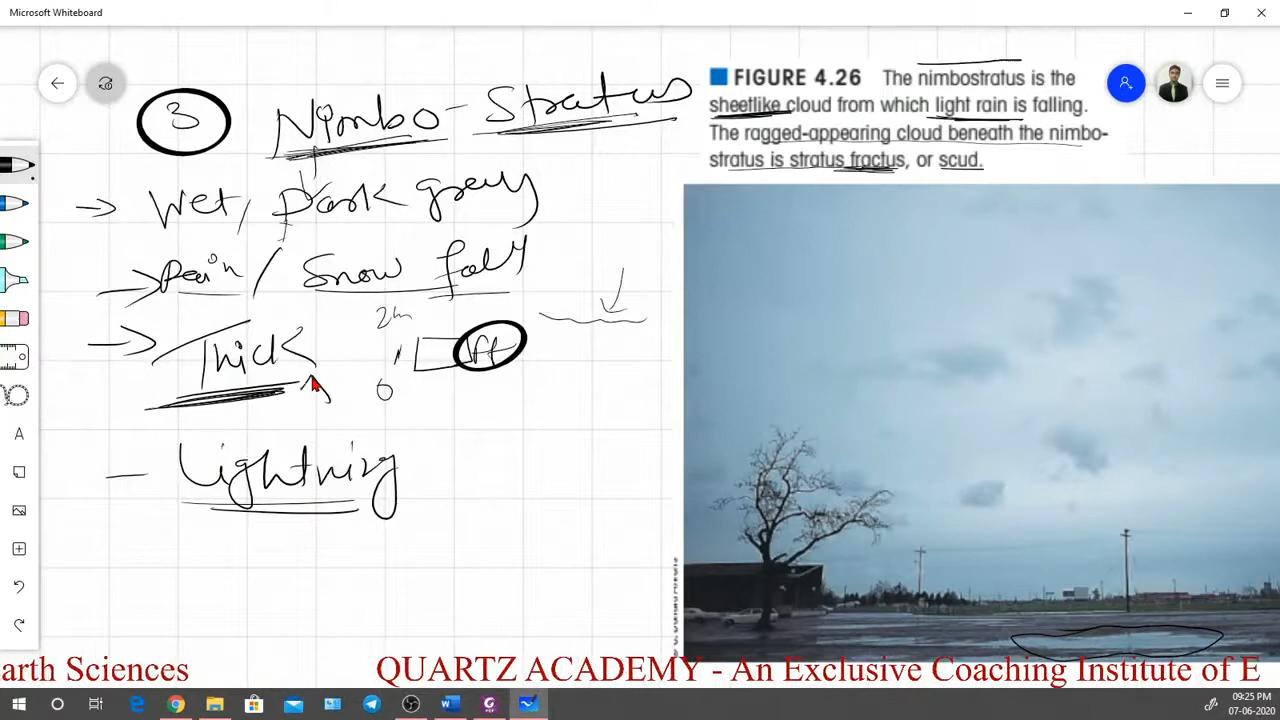 Microsoft Whiteboard
3 Nimbo-Stratus
→ Wet, Dark grey
→ Rain / Snow fall
→ Thick
2km
0
- Lightning
FIGURE 4.26 The nimbostratus is the
sheetlike cloud from which light rain is falling.
The ragged-appearing cloud beneath the nimbo-
stratus is stratus fractus, or scud.
arth Sciences QUARTZ ACADEMY - An Exclusive Coaching Institute of E
09:25 PM
07-06-2020